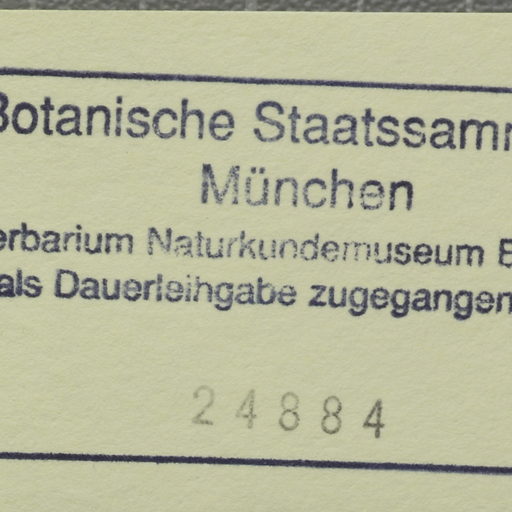 Botanische Staatssamm
München
erbarium Naturkundemuseum B
als Dauerleihgabe zugegangen
24884